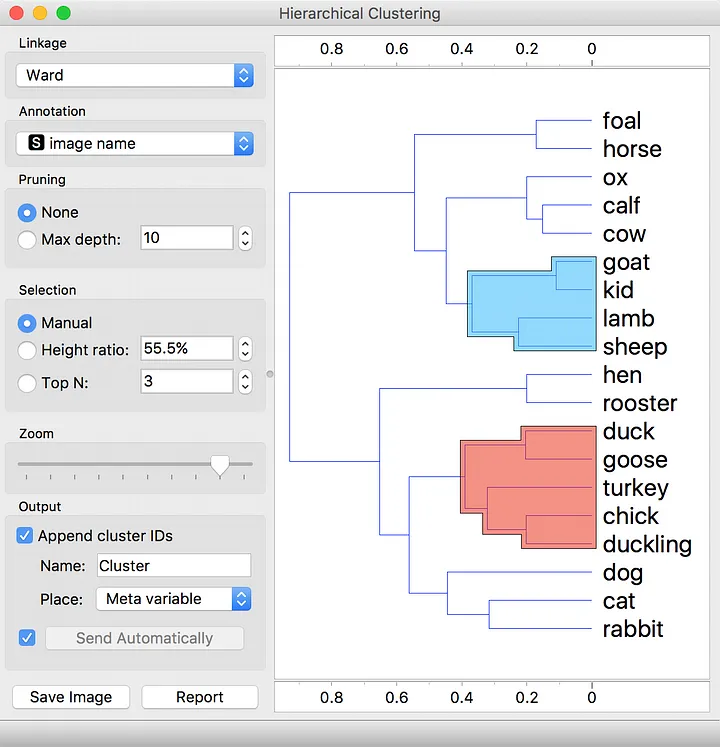 Hierarchical Clustering
Linkage
Ward
Annotation
S image name
Pruning
None
Max depth: 10
Selection
Manual
Height ratio: 55.5%
Top N: 3
Zoom
Output
Append cluster IDs
Name: Cluster
Place: Meta variable
Send Automatically
Save Image Report
0.8 0.6 0.4 0.2 0
foal
horse
ox
calf
cow
goat
kid
lamb
sheep
hen
rooster
duck
goose
turkey
chick
duckling
dog
cat
rabbit
0.8 0.6 0.4 0.2 0